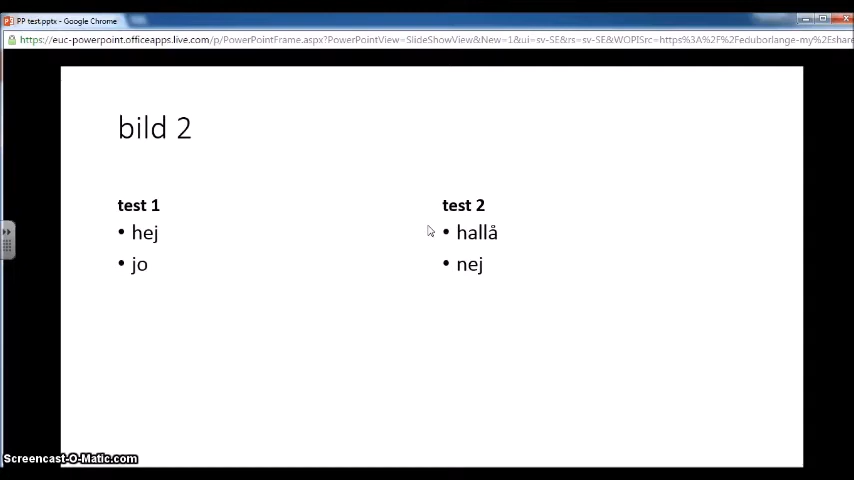 PP test.pptx - Google Chrome
https://euc-powerpoint.officeapps.live.com/p/PowerPointFrame.aspx?PowerPointView=SlideShowView&New=1&ui=sv-SE&rs=sv-SE&WOPISrc=https%3A%2F%2Feduborlange-my%2Eshare
bild 2
test 1
• hej
• jo
test 2
• hallå
• nej
Screencast-O-Matic.com